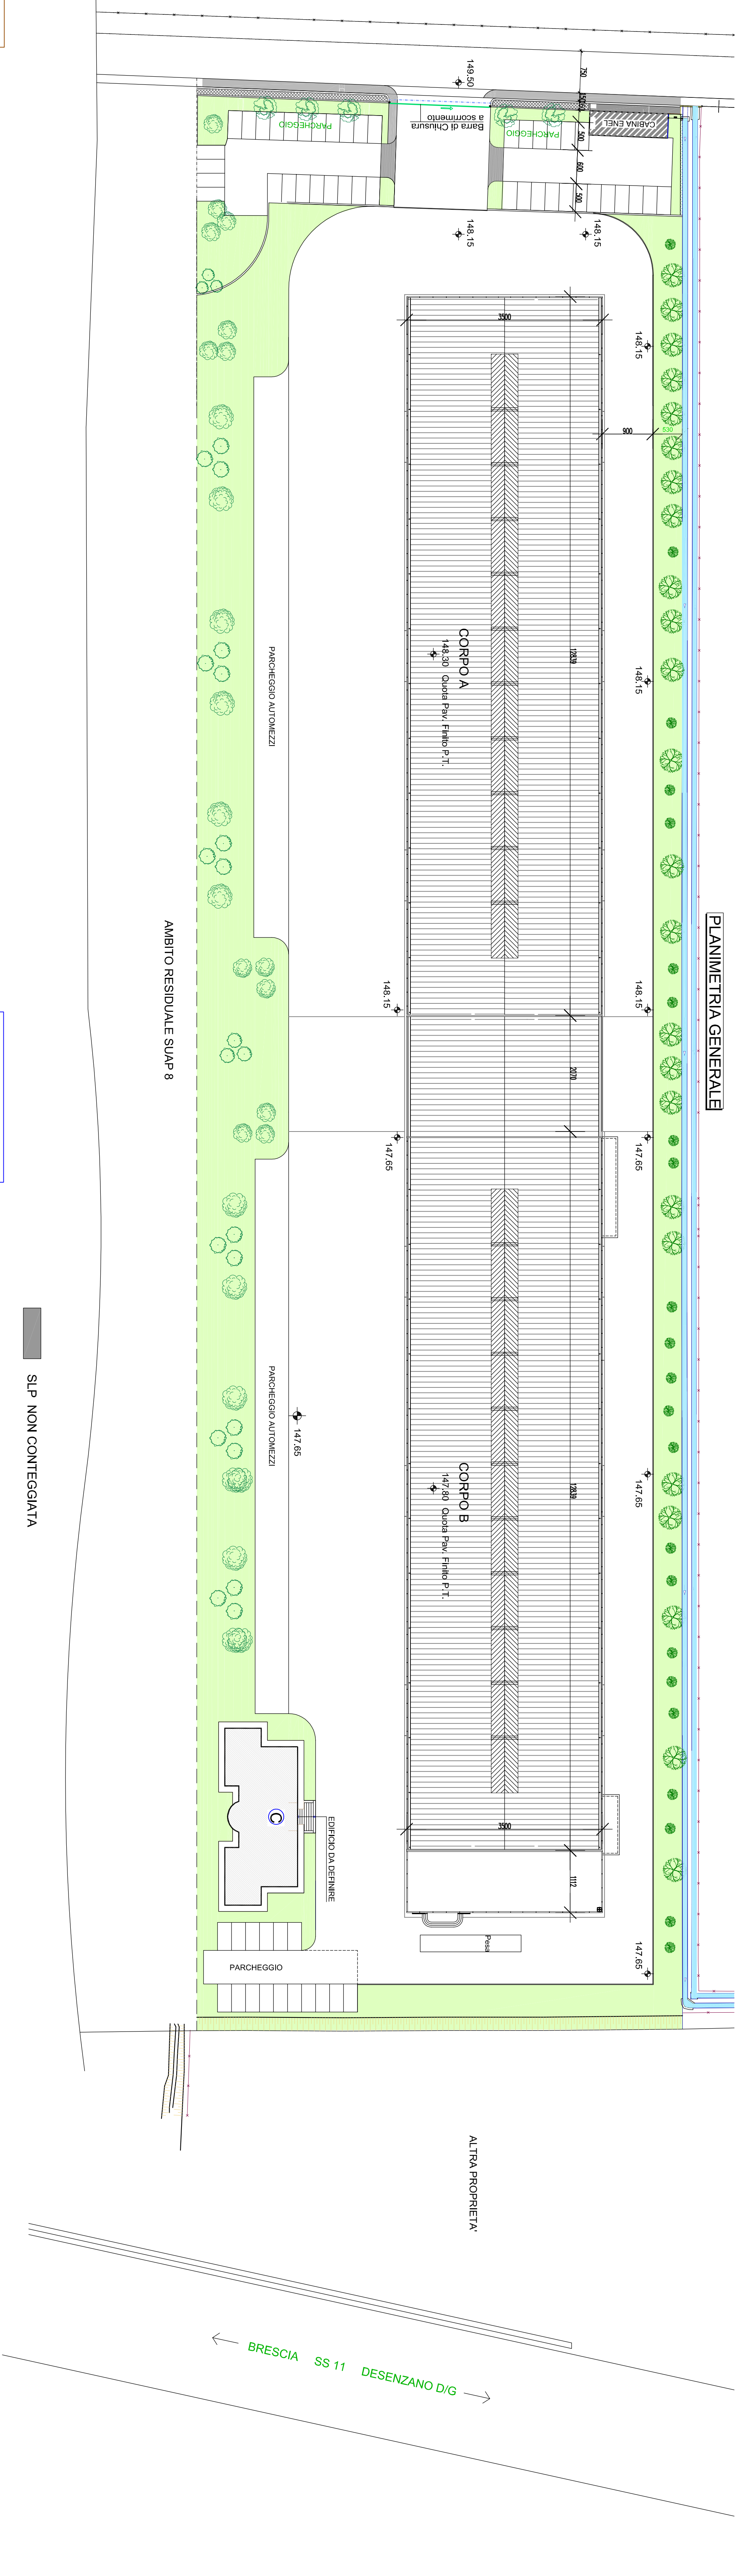 PLANIMETRIA GENERALE
149.50
Barra di Chiusura
a scorrimento
CABINA ENEL
PARCHEGGIO
PARCHEGGIO
750
500
600
500
148.15
148.15
148.15
3500
900
530
CORPO A
148.30 Quota Pav. Finito P.T.
12839
148.15
PARCHEGGIO AUTOMEZZI
AMBITO RESIDUALE SUAP 8
148.15
148.15
2070
147.65
147.65
PARCHEGGIO AUTOMEZZI
147.65
CORPO B
147.80 Quota Pav. Finito P.T.
12839
147.65
SLP NON CONTEGGIATA
C
EDIFICIO DA DEFINIRE
3500
1112
Pesa
147.65
PARCHEGGIO
ALTRA PROPRIETA'
BRESCIA SS 11 DESENZANO D/G